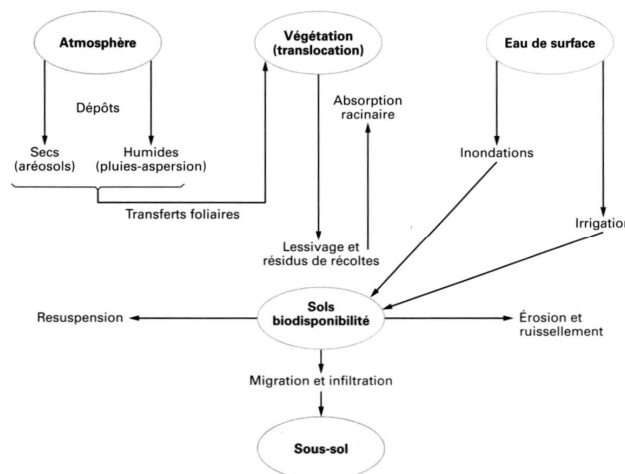 Atmosphère
Végétation
(translocation)
Eau de surface
Dépôts
Absorption
racinaire
Secs
(aréosols)
Humides
(pluies-aspersion)
Inondations
Transferts foliaires
Irrigation
Lessivage et
résidus de récoltes
Sols
biodisponibilité
Resuspension
Érosion et
ruissellement
Migration et infiltration
Sous-sol